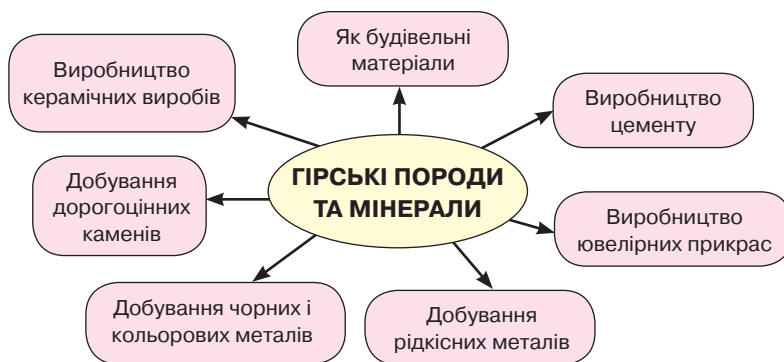 Як будівельні
матеріали
Виробництво
керамічних виробів
Виробництво
цементу
ГІРСЬКІ ПОРОДИ
ТА МІНЕРАЛИ
Добування
дорогоцінних
каменів
Виробництво
ювелірних прикрас
Добування чорних і
кольорових металів
Добування
рідкісних металів